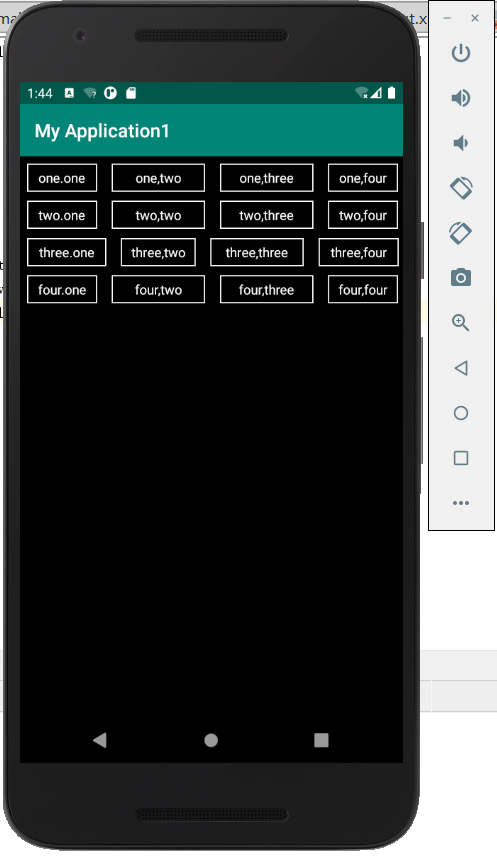 t.x
1:44
My Application1
one.one one,two one,three one,four
two.one two,two two,three two,four
three.one three,two three,three three,four
four.one four,two four,three four,four